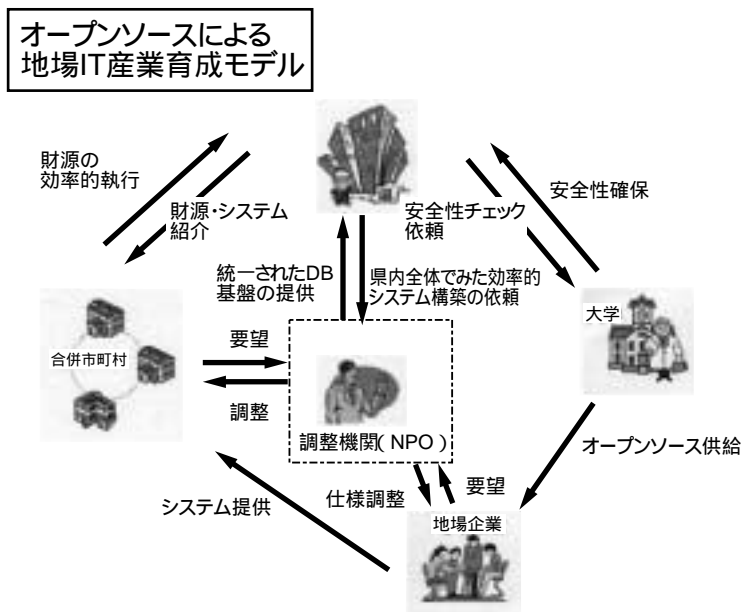 オープンソースによる
地場IT産業育成モデル
財源の
効率的執行
財源・システム
紹介
安全性チェック
依頼
安全性確保
統一されたDB
基盤の提供
県内全体でみた効率的
システム構築の依頼
大学
合併市町村
要望
調整
調整機関(NPO)
オープンソース供給
システム提供
仕様調整
要望
地場企業